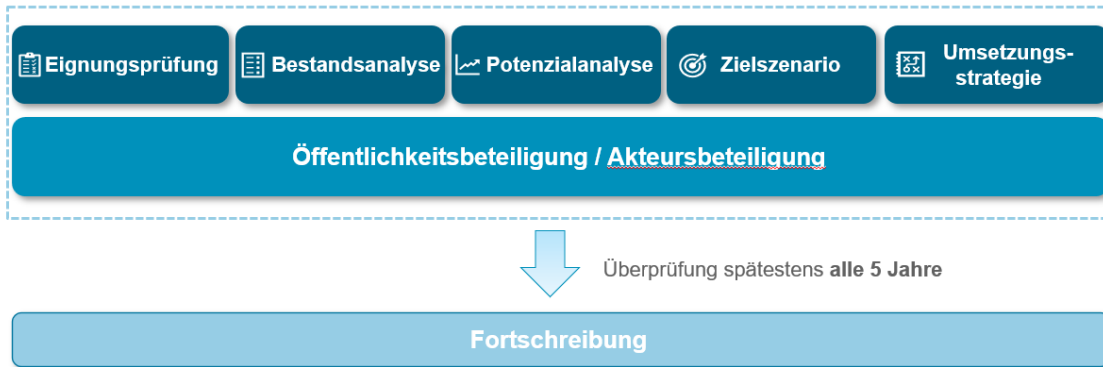 Eignungsprüfung
Bestandsanalyse
Potenzialanalyse
Zielszenario
Umsetzungs-
strategie
Öffentlichkeitsbeteiligung / Akteursbeteiligung
Überprüfung spätestens alle 5 Jahre
Fortschreibung